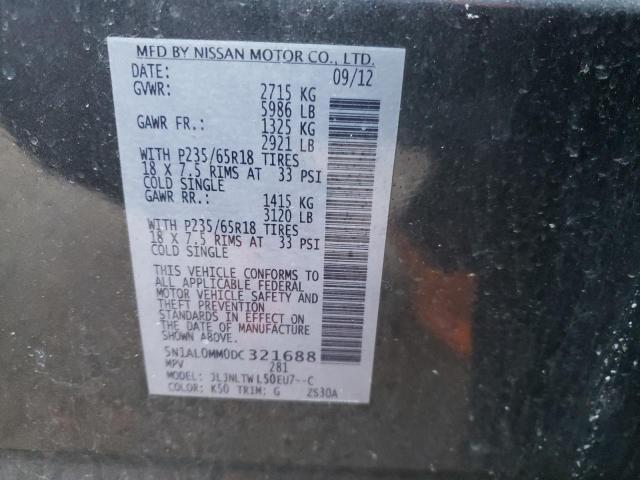 MFD BY NISSAN MOTOR CO., LTD.
DATE: 09/12
GVWR: 2715 KG
5986 LB
GAWR FR.: 1325 KG
2921 LB
WITH P235/65R18 TIRES
18 X 7.5 RIMS AT 33 PSI
COLD SINGLE
GAWR RR.: 1415 KG
3120 LB
WITH P235/65R18 TIRES
18 X 7.5 RIMS AT 33 PSI
COLD SINGLE
THIS VEHICLE CONFORMS TO
ALL APPLICABLE FEDERAL
MOTOR VEHICLE SAFETY AND
THEFT PREVENTION
STANDARDS IN EFFECT ON
THE DATE OF MANUFACTURE
SHOWN ABOVE.
5N1AL0MM0DC321688
MPV 281
MODEL: JLJNLTWL50EU7--C
COLOR: K50 TRIM: G ZS30A